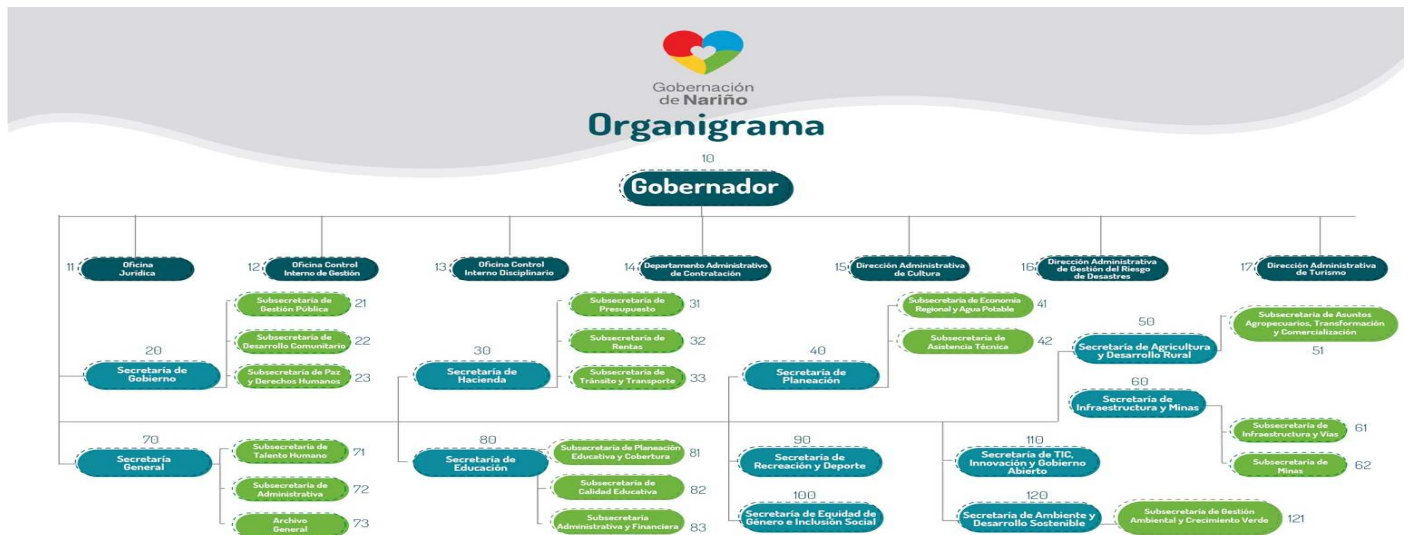 Gobernación
de Nariño
Organigrama
10
Gobernador
11
Oficina
Jurídica
12
Oficina Control
Interno de Gestión
13
Oficina Control
Interno Disciplinario
14
Departamento Administrativo
de Contratación
15
Dirección Administrativa
de Cultura
16
Dirección Administrativa
de Gestión del Riesgo
de Desastres
17
Dirección Administrativa
de Turismo
20
Secretaría de
Gobierno
Subsecretaría de
Gestión Pública
21
Subsecretaría de
Desarrollo Comunitario
22
Subsecretaría de Paz
y Derechos Humanos
23
30
Secretaría de
Hacienda
Subsecretaría de
Presupuesto
31
Subsecretaría de
Rentas
32
Subsecretaría de
Tránsito y Transporte
33
40
Secretaría de
Planeación
Subsecretaría de Economía
Regional y Agua Potable
41
Subsecretaría de
Asistencia Técnica
42
50
Secretaría de Agricultura
y Desarrollo Rural
Subsecretaría de Asuntos
Agropecuarios, Transformación
y Comercialización
51
60
Secretaría de
Infraestructura y Minas
Subsecretaría de
Infraestructura y Vías
61
Subsecretaría de
Minas
62
70
Secretaría
General
Subsecretaría de
Talento Humano
71
Subsecretaría de
Administrativa
72
Archivo
General
73
80
Secretaría de
Educación
Subsecretaría de Planeación
Educativa y Cobertura
81
Subsecretaría de
Calidad Educativa
82
Subsecretaría
Administrativa y Financiera
83
90
Secretaría de
Recreación y Deporte
100
Secretaría de Equidad de
Género e Inclusión Social
110
Secretaría de TIC,
Innovación y Gobierno
Abierto
120
Secretaría de Ambiente y
Desarrollo Sostenible
Subsecretaría de Gestión
Ambiental y Crecimiento Verde
121